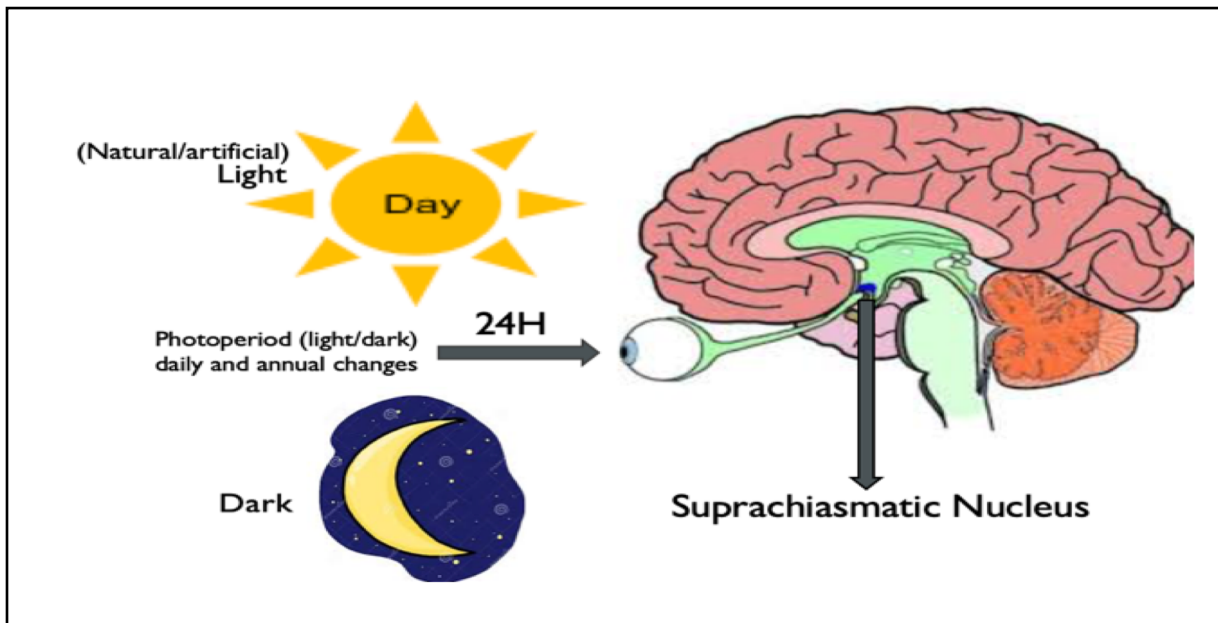 (Natural/artificial)
Light
Day
24H
Photoperiod (light/dark)
daily and annual changes
Dark
Suprachiasmatic Nucleus